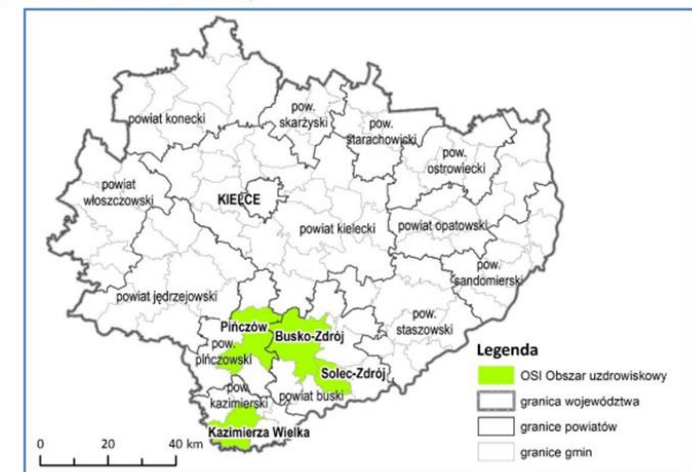 powiat konecki
pow.
skarżyski
pow.
starachowicki
pow.
ostrowiecki
powiat
włoszczowski
KIELCE
powiat kielecki
powiat opatowski
pow.
sandomierski
powiat jędrzejowski
pow.
staszowski
Pińczów
Busko-Zdrój
pow.
pińczowski
Solec-Zdrój
pow.
kazimierski
powiat buski
Kazimierza Wielka
0 20 40 km
Legenda
OSI Obszar uzdrowiskowy
granica województwa
granice powiatów
granice gmin